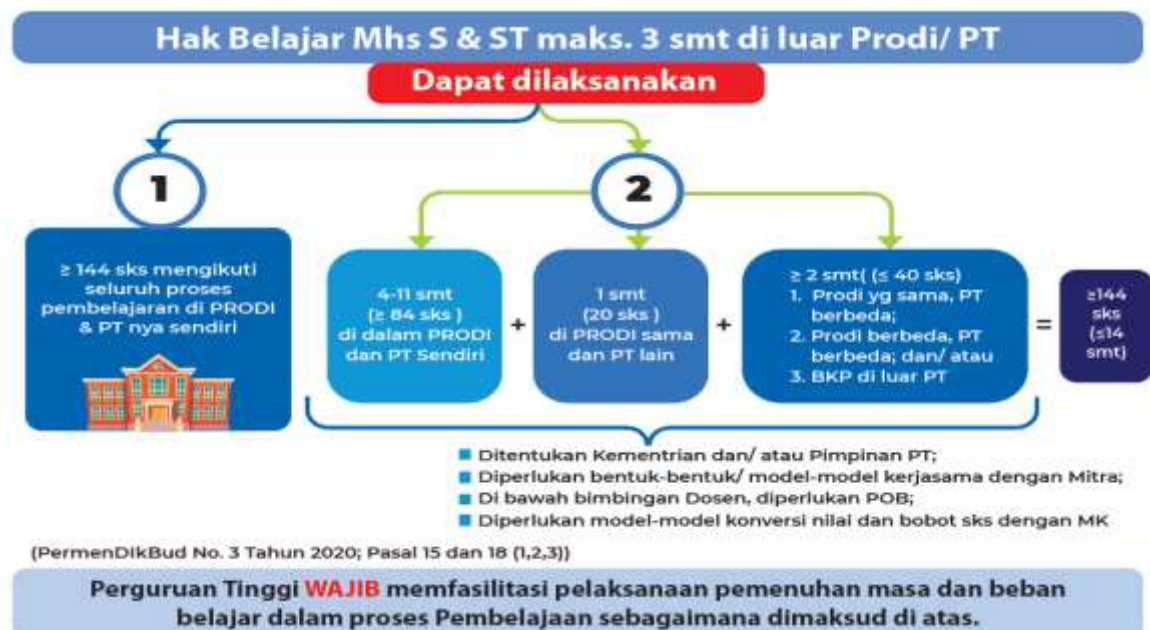 Hak Belajar Mhs S & ST maks. 3 smt di luar Prodi/ PT
Dapat dilaksanakan
1
2
≥ 144 sks mengikuti
seluruh proses
pembelajaran di PRODI
& PT nya sendiri
4-11 smt
(≥ 84 sks )
di dalam PRODI
dan PT Sendiri
+
1 smt
(20 sks )
di PRODI sama
dan PT lain
+
≥ 2 smt( (≤ 40 sks)
1. Prodi yg sama, PT
berbeda;
2. Prodi berbeda, PT
berbeda; dan/ atau
3. BKP di luar PT
=
≥144
sks
(≤14
smt)
Ditentukan Kementrian dan/ atau Pimpinan PT;
Diperlukan bentuk-bentuk/ model-model kerjasama dengan Mitra;
Di bawah bimbingan Dosen, diperlukan POB;
Diperlukan model-model konversi nilai dan bobot sks dengan MK
(PermenDikBud No. 3 Tahun 2020; Pasal 15 dan 18 (1,2,3))
Perguruan Tinggi WAJIB memfasilitasi pelaksanaan pemenuhan masa dan beban
belajar dalam proses Pembelajaan sebagaimana dimaksud di atas.